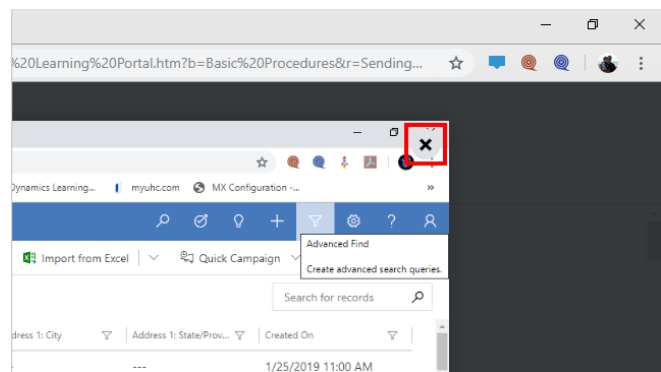 %20Learning%20Portal.htm?b=Basic%20Procedures&r=Sending...
Dynamics Learning... myuhc.com MX Configuration -... »
Advanced Find
Import from Excel Quick Campaign
Create advanced search queries.
Search for records
dress 1: City Address 1: State/Prov... Created On
--- 1/25/2019 11:00 AM